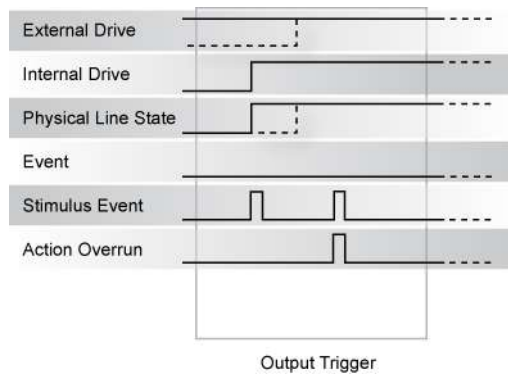 External Drive
Internal Drive
Physical Line State
Event
Stimulus Event
Action Overrun
Output Trigger